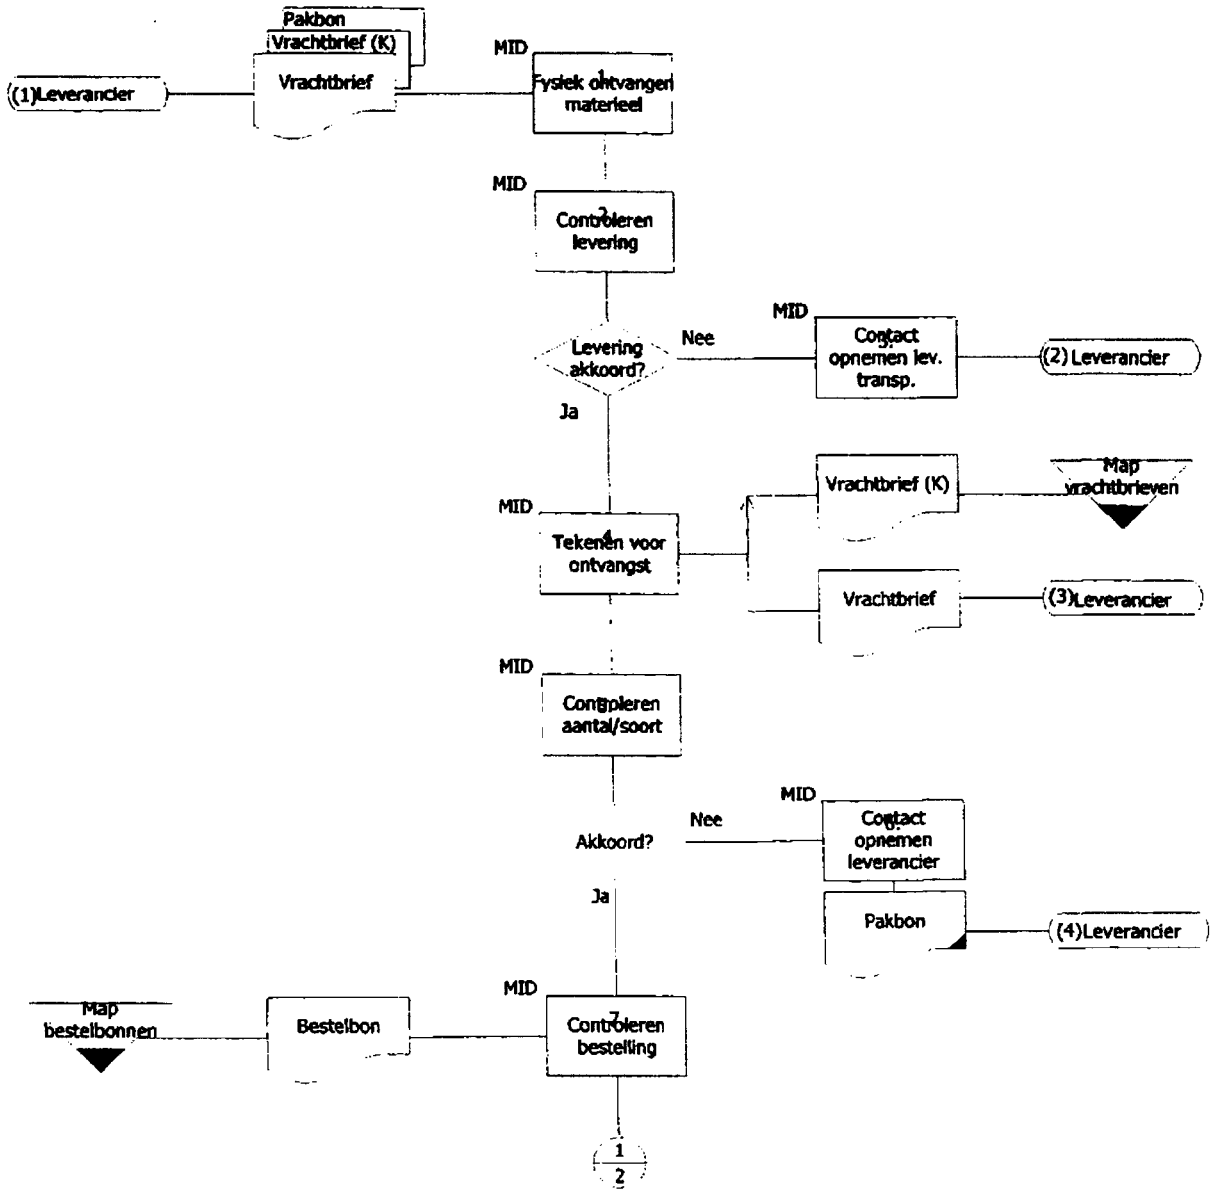 Pakbon
Vrachtbrief (K)
Vrachtbrief
(1)Leverancier
MID
1
Fysiek ontvangen
materieel
MID
2
Controleren
levering
Levering
akkoord?
Nee
Ja
MID
Contact
opnemen lev.
transp.
(2) Leverancier
MID
4
Tekenen voor
ontvangst
Vrachtbrief (K)
Map
vrachtbrieven
Vrachtbrief
(3)Leverancier
MID
Controleren
aantal/soort
Akkoord?
Nee
Ja
MID
6.
Contact
opnemen
leverancier
Pakbon
(4)Leverancier
MID
7
Controleren
bestelling
Bestelbon
Map
bestelbonnen
1
2